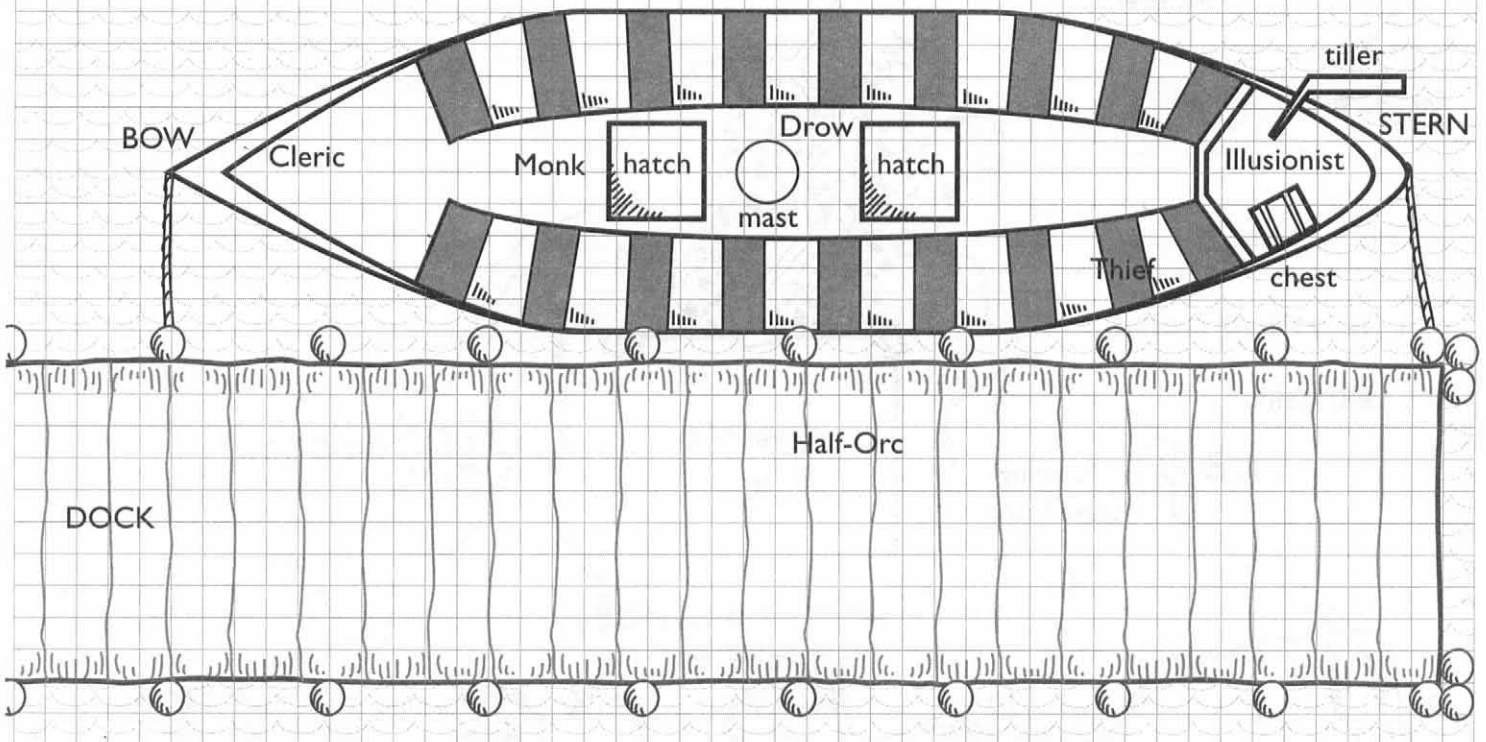 tiller
BOW
Drow
STERN
Cleric
Monk
hatch
hatch
Illusionist
mast
Thief
chest
Half-Orc
DOCK